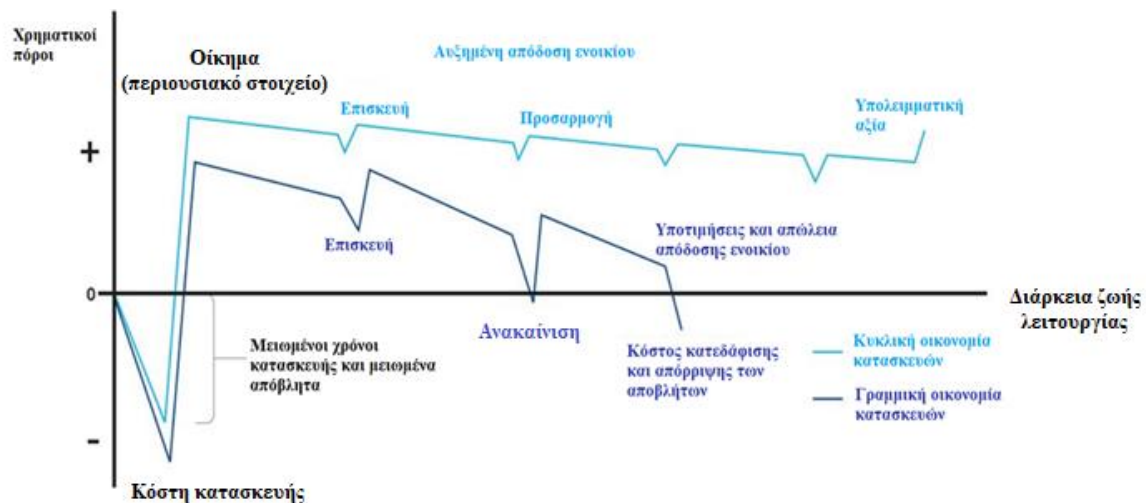 Χρηματικοί
πόροι
Οίκημα
(περιουσιακό στοιχείο)
Αυξημένη απόδοση ενοικίου
Επισκευή
Προσαρμογή
Υπολειμματική
αξία
+
Επισκευή
Υποτιμήσεις και απώλεια
απόδοσης ενοικίου
0
Διάρκεια ζωής
λειτουργίας
Μειωμένοι χρόνοι
κατασκευής και μειωμένα
απόβλητα
Ανακαίνιση
Κόστος κατεδάφισης
και απόρριψης των
αποβλήτων
Κυκλική οικονομία
κατασκευών
Γραμμική οικονομία
κατασκευών
-
Κόστη κατασκευής